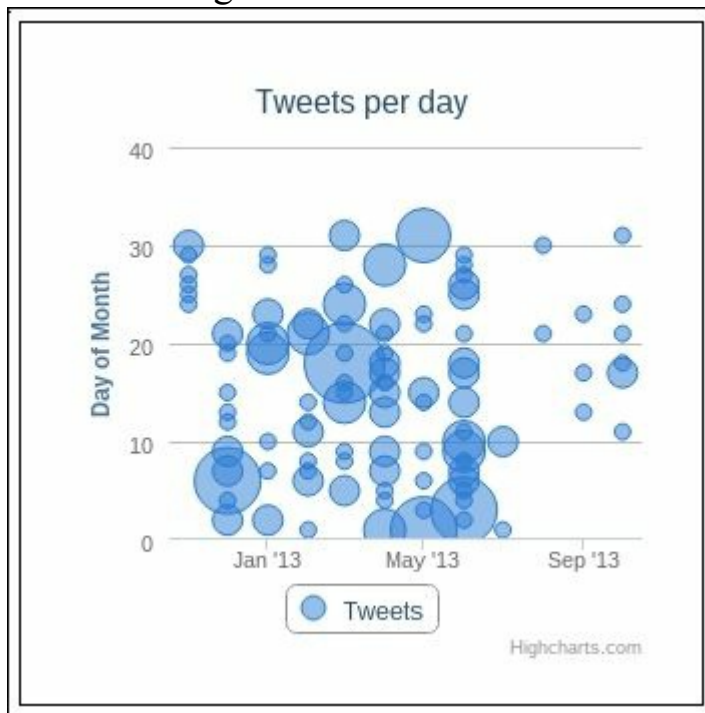 Tweets per day
40
30
20
10
0
Day of Month
Jan '13 May '13 Sep '13
Tweets
Highcharts.com